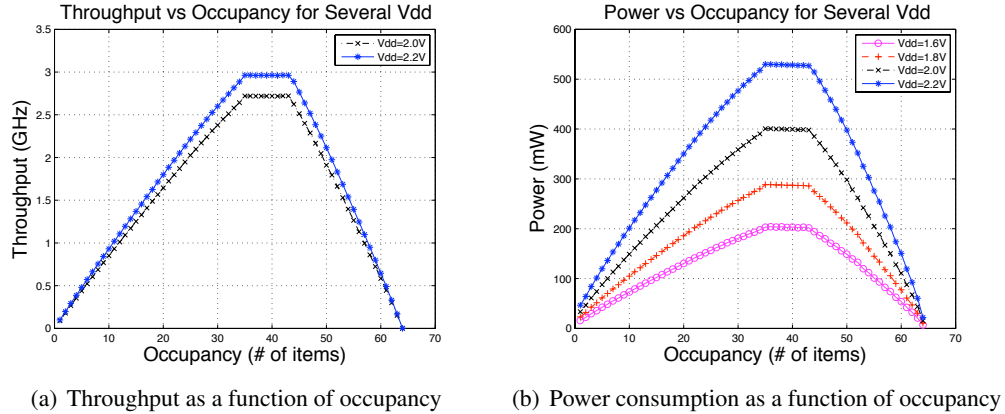 Throughput vs Occupancy for Several Vdd
3.5
3
2.5
2
1.5
1
0.5
0
0 10 20 30 40 50 60 70
Throughput (GHz)
Occupancy (# of items)
Vdd=2.0V
Vdd=2.2V
(a) Throughput as a function of occupancy
Power vs Occupancy for Several Vdd
600
500
400
300
200
100
0
0 10 20 30 40 50 60 70
Power (mW)
Occupancy (# of items)
Vdd=1.6V
Vdd=1.8V
Vdd=2.0V
Vdd=2.2V
(b) Power consumption as a function of occupancy